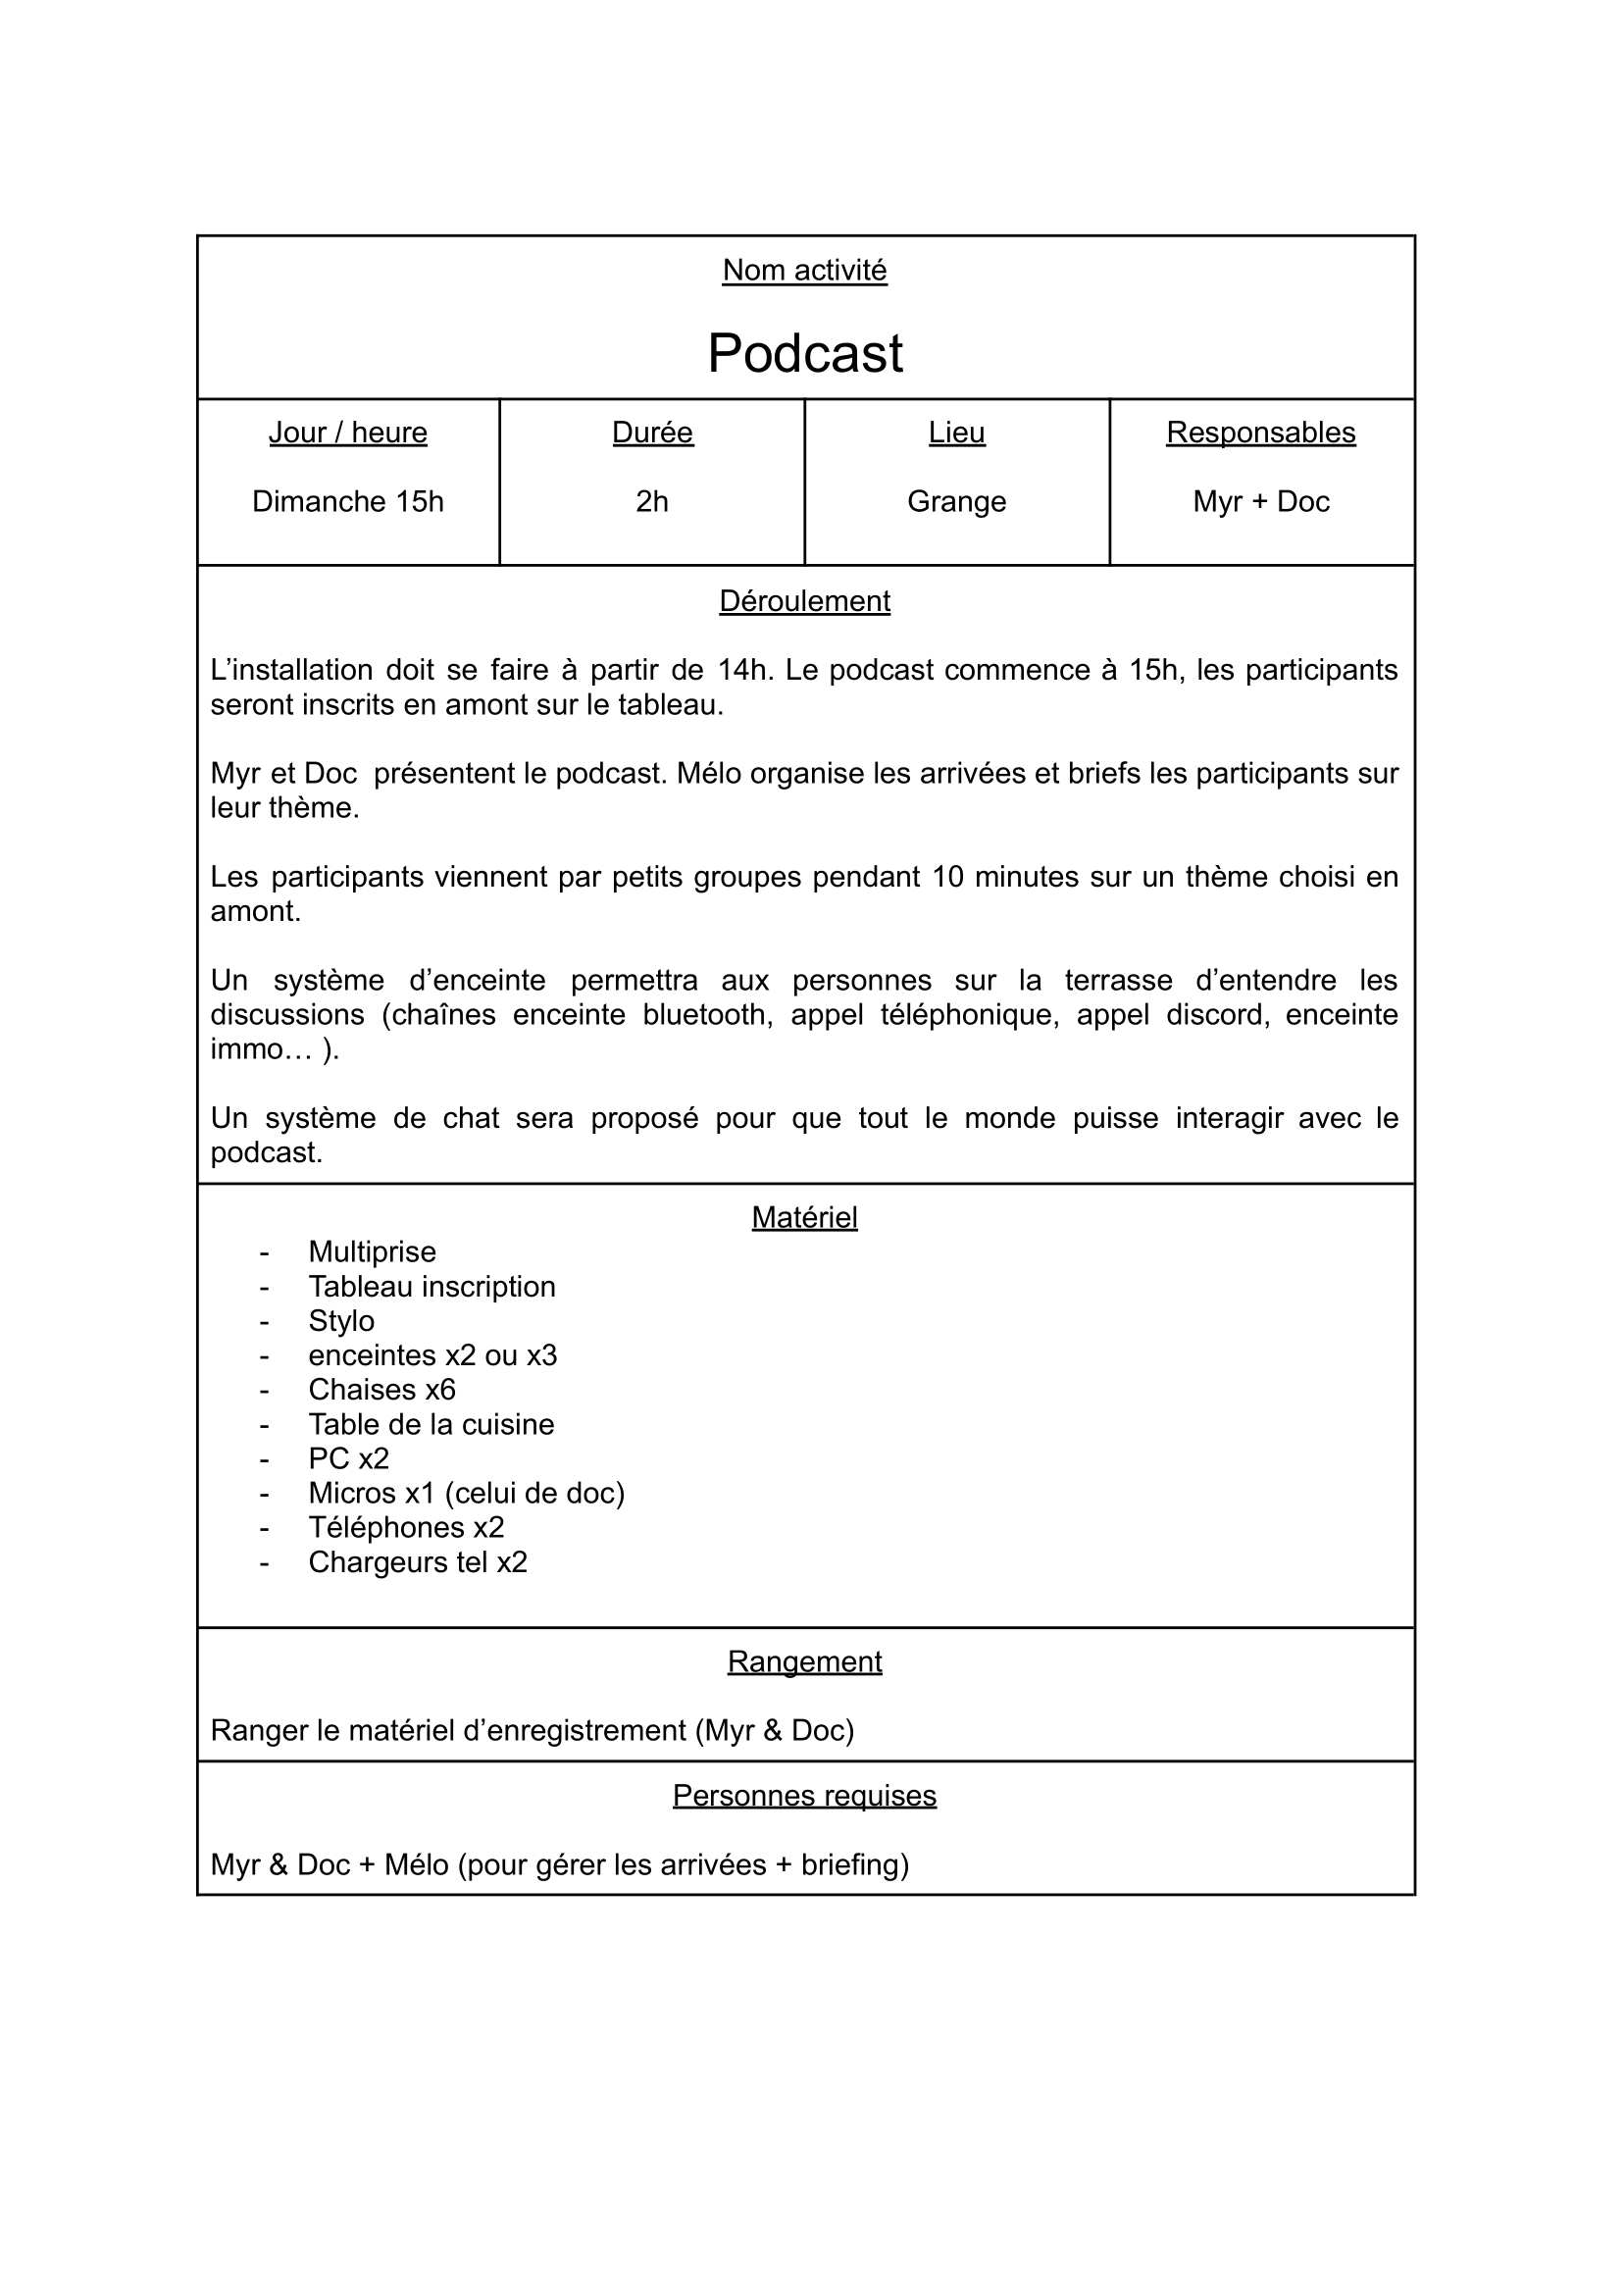 Nom activité
Podcast
Jour / heure
Dimanche 15h
Durée
2h
Lieu
Grange
Responsables
Myr + Doc
Déroulement
L’installation doit se faire à partir de 14h. Le podcast commence à 15h, les participants
seront inscrits en amont sur le tableau.
Myr et Doc  présentent le podcast. Mélo organise les arrivées et briefs les participants sur
leur thème.
Les participants viennent par petits groupes pendant 10 minutes sur un thème choisi en
amont.
Un système d’enceinte permettra aux personnes sur la terrasse d’entendre les
discussions (chaînes enceinte bluetooth, appel téléphonique, appel discord, enceinte
immo… ).
Un système de chat sera proposé pour que tout le monde puisse interagir avec le
podcast.
Matériel
- Multiprise
- Tableau inscription
- Stylo
- enceintes x2 ou x3
- Chaises x6
- Table de la cuisine
- PC x2
- Micros x1 (celui de doc)
- Téléphones x2
- Chargeurs tel x2
Rangement
Ranger le matériel d’enregistrement (Myr & Doc)
Personnes requises
Myr & Doc + Mélo (pour gérer les arrivées + briefing)